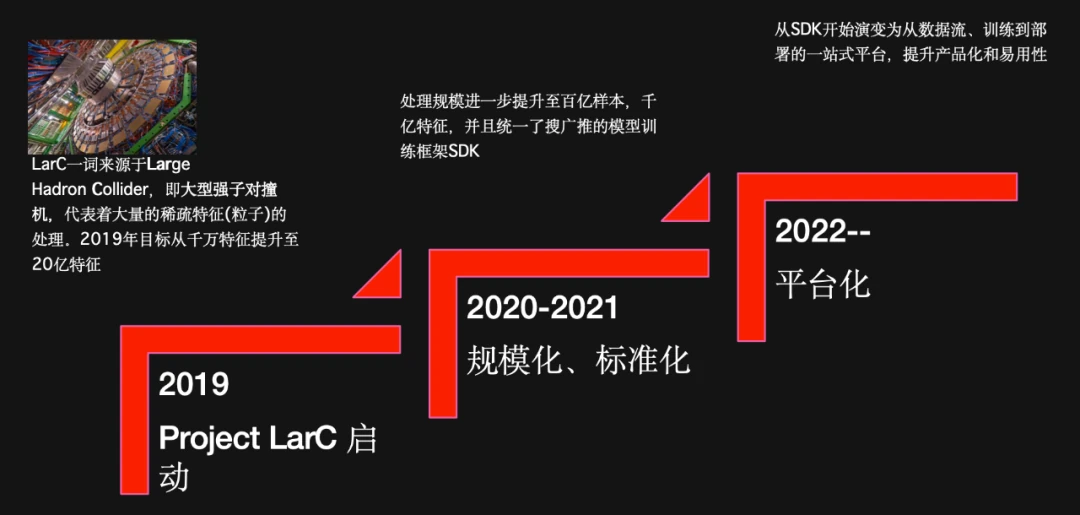 LarC一词来源于Large
Hadron Collider，即大型强子对撞
机，代表着大量的稀疏特征(粒子)的
处理。2019年目标从千万特征提升至
20亿特征
2019
Project LarC 启
动
处理规模进一步提升至百亿样本，千
亿特征，并且统一了搜广推的模型训
练框架SDK
2020-2021
规模化、标准化
从SDK开始演变为从数据流、训练到部
署的一站式平台，提升产品化和易用性
2022--
平台化